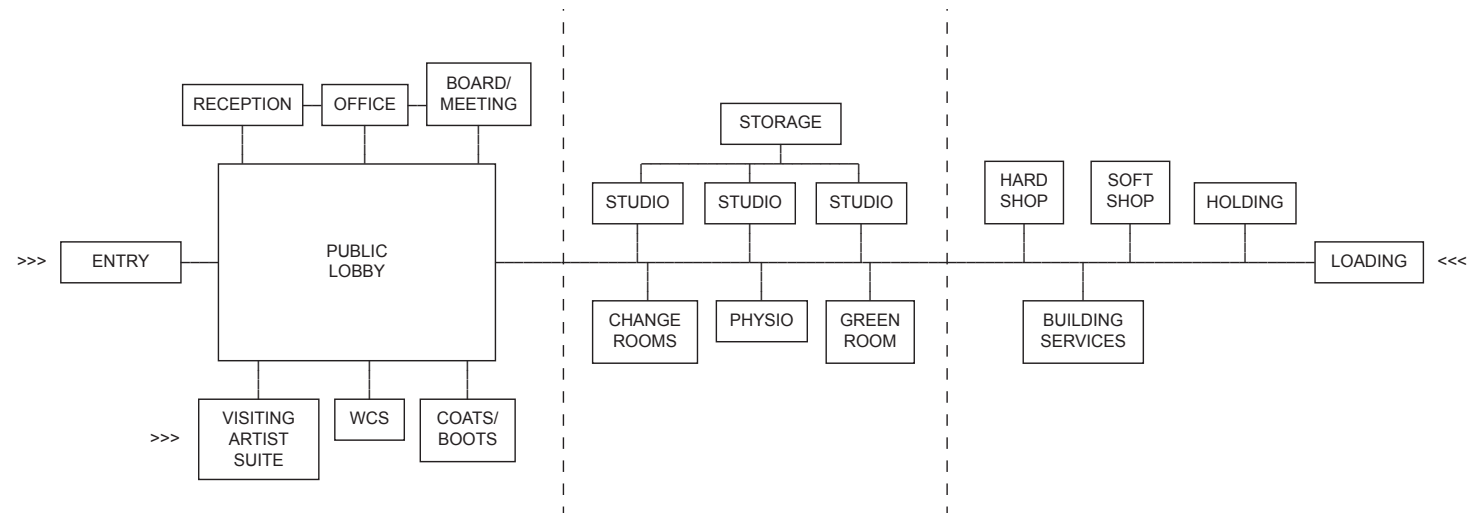 RECEPTION
OFFICE
BOARD/
MEETING
STORAGE
STUDIO
STUDIO
STUDIO
HARD
SHOP
SOFT
SHOP
HOLDING
>>>
ENTRY
PUBLIC
LOBBY
LOADING
<<<
CHANGE
ROOMS
PHYSIO
GREEN
ROOM
BUILDING
SERVICES
>>>
VISITING
ARTIST
SUITE
WCS
COATS/
BOOTS